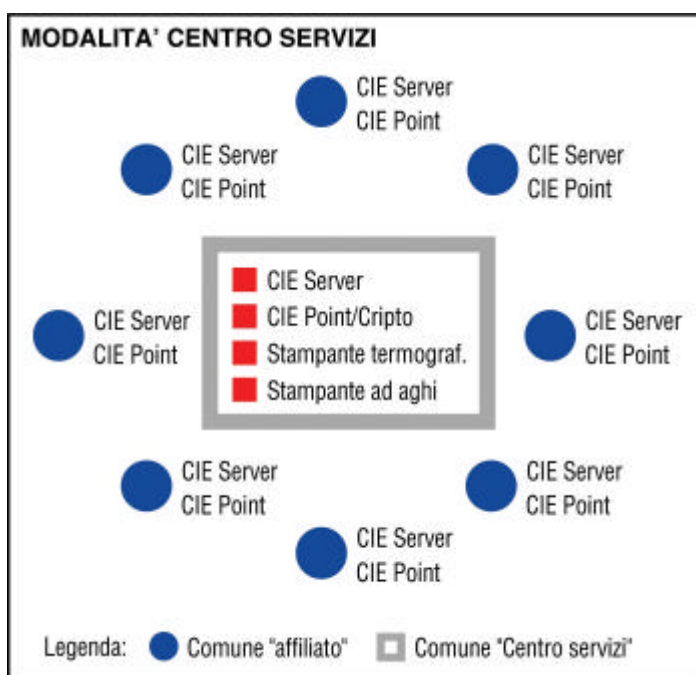 MODALITA' CENTRO SERVIZI
CIE Server
CIE Point
CIE Server
CIE Point
CIE Server
CIE Point
CIE Server
CIE Point
CIE Server
CIE Point/Cripto
Stampante termograf.
Stampante ad aghi
CIE Server
CIE Point
CIE Server
CIE Point
CIE Server
CIE Point
CIE Server
CIE Point
Legenda: Comune "affiliato" Comune "Centro servizi"